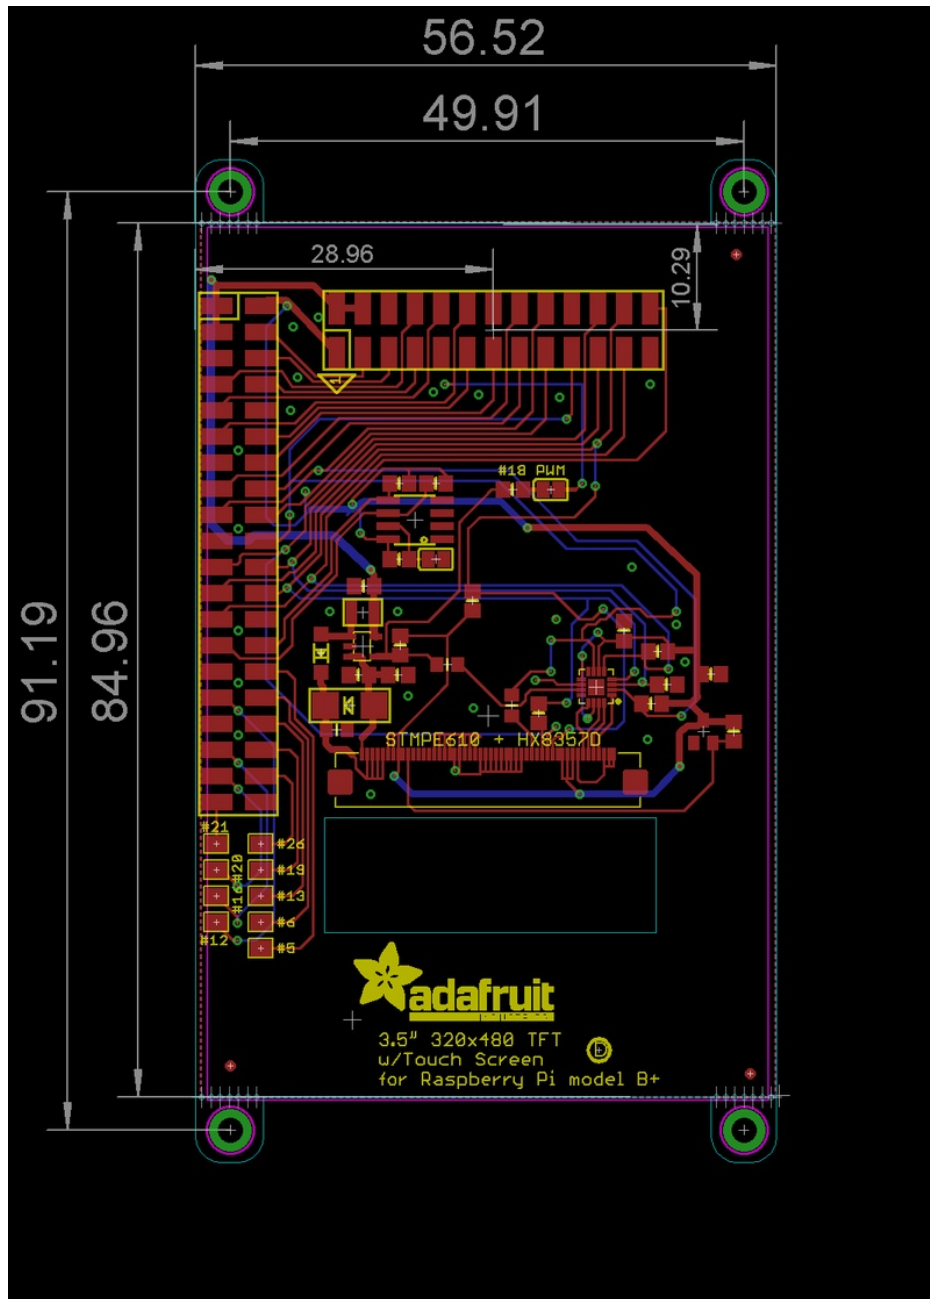 56.52
49.91
28.96
10.29
1
#18 PWM
91.19
84.96
STMPE610 + HX8357D
#21
#26
#20
#19
#16
#13
#6
#12
#5
adafruit
3.5" 320x480 TFT
w/Touch Screen
for Raspberry Pi model B+